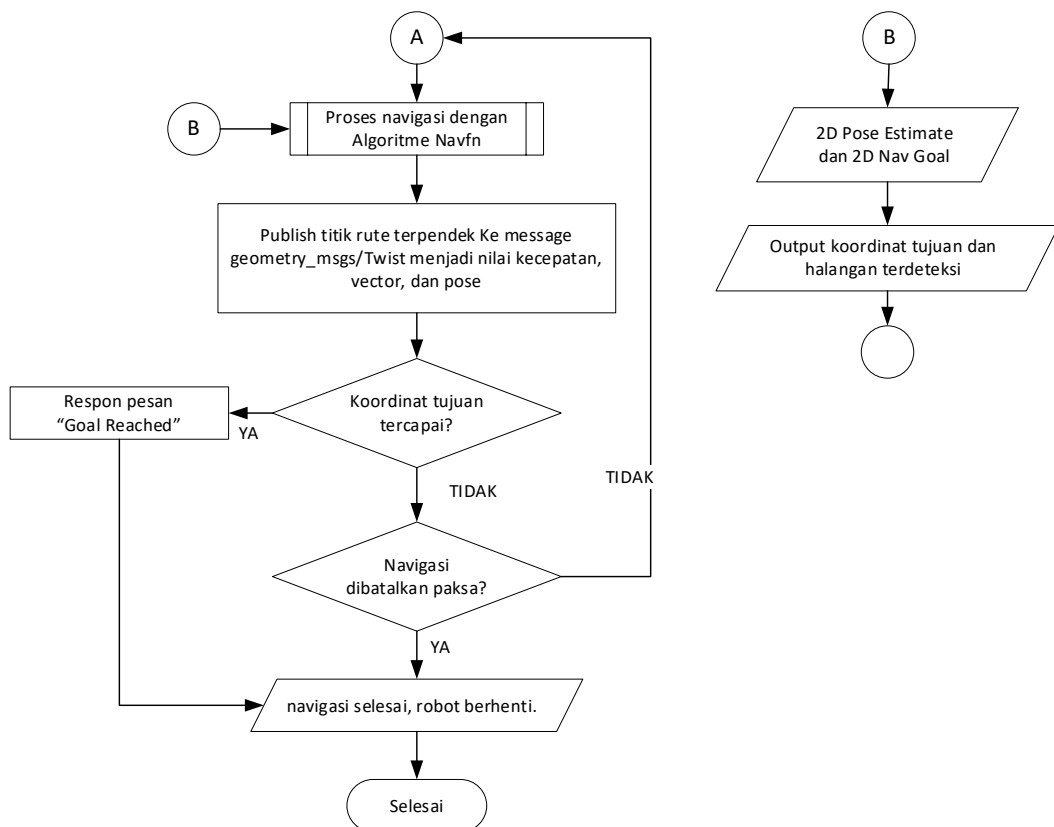 A
B
Proses navigasi dengan
Algoritme Navfn
Publish titik rute terpendek Ke message
geometry_msgs/Twist menjadi nilai kecepatan,
vector, dan pose
Koordinat tujuan
tercapai?
YA
Respon pesan
“Goal Reached”
TIDAK
Navigasi
dibatalkan paksa?
TIDAK
YA
navigasi selesai, robot berhenti.
Selesai
B
2D Pose Estimate
dan 2D Nav Goal
Output koordinat tujuan dan
halangan terdeteksi